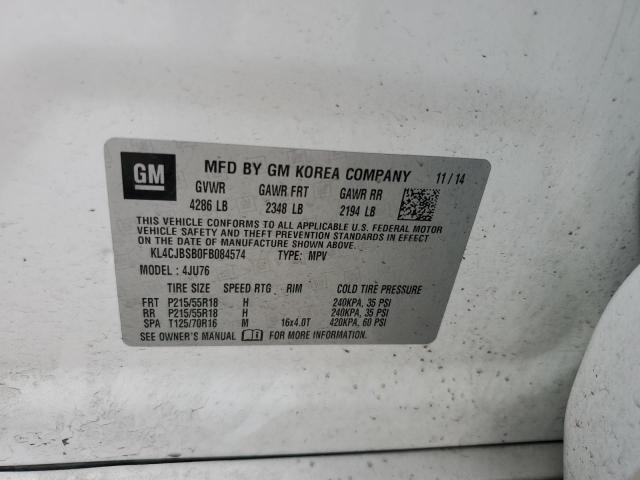 GM MFD BY GM KOREA COMPANY 11/14
GVWR GAWR FRT GAWR RR
4286 LB 2348 LB 2194 LB
THIS VEHICLE CONFORMS TO ALL APPLICABLE U.S. FEDERAL MOTOR
VEHICLE SAFETY AND THEFT PREVENTION STANDARDS IN EFFECT
ON THE DATE OF MANUFACTURE SHOWN ABOVE.
KL4CJBSB0FB084574 TYPE: MPV
MODEL : 4JU76
TIRE SIZE SPEED RTG RIM COLD TIRE PRESSURE
FRT P215/55R18 H 240KPA, 35 PSI
RR P215/55R18 H 240KPA, 35 PSI
SPA T125/70R16 M 16x4.0T 420KPA, 60 PSI
SEE OWNER'S MANUAL FOR MORE INFORMATION.